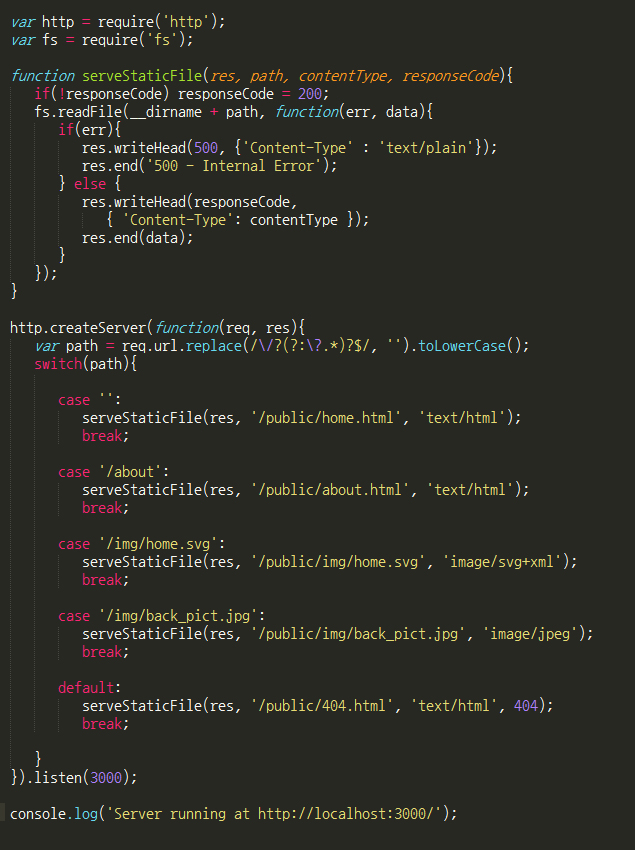 var http = require('http');
var fs = require('fs');
function serveStaticFile(res, path, contentType, responseCode){
if(!responseCode) responseCode = 200;
fs.readFile(__dirname + path, function(err, data){
if(err){
res.writeHead(500, {'Content-Type' : 'text/plain'});
res.end('500 - Internal Error');
} else {
res.writeHead(responseCode,
{ 'Content-Type': contentType });
res.end(data);
}
});
}
http.createServer(function(req, res){
var path = req.url.replace(/\/?(?:\?.*)?$/, '').toLowerCase();
switch(path){
case '':
serveStaticFile(res, '/public/home.html', 'text/html');
break;
case '/about':
serveStaticFile(res, '/public/about.html', 'text/html');
break;
case '/img/home.svg':
serveStaticFile(res, '/public/img/home.svg', 'image/svg+xml');
break;
case '/img/back_pict.jpg':
serveStaticFile(res, '/public/img/back_pict.jpg', 'image/jpeg');
break;
default:
serveStaticFile(res, '/public/404.html', 'text/html', 404);
break;
}
}).listen(3000);
console.log('Server running at http://localhost:3000/');